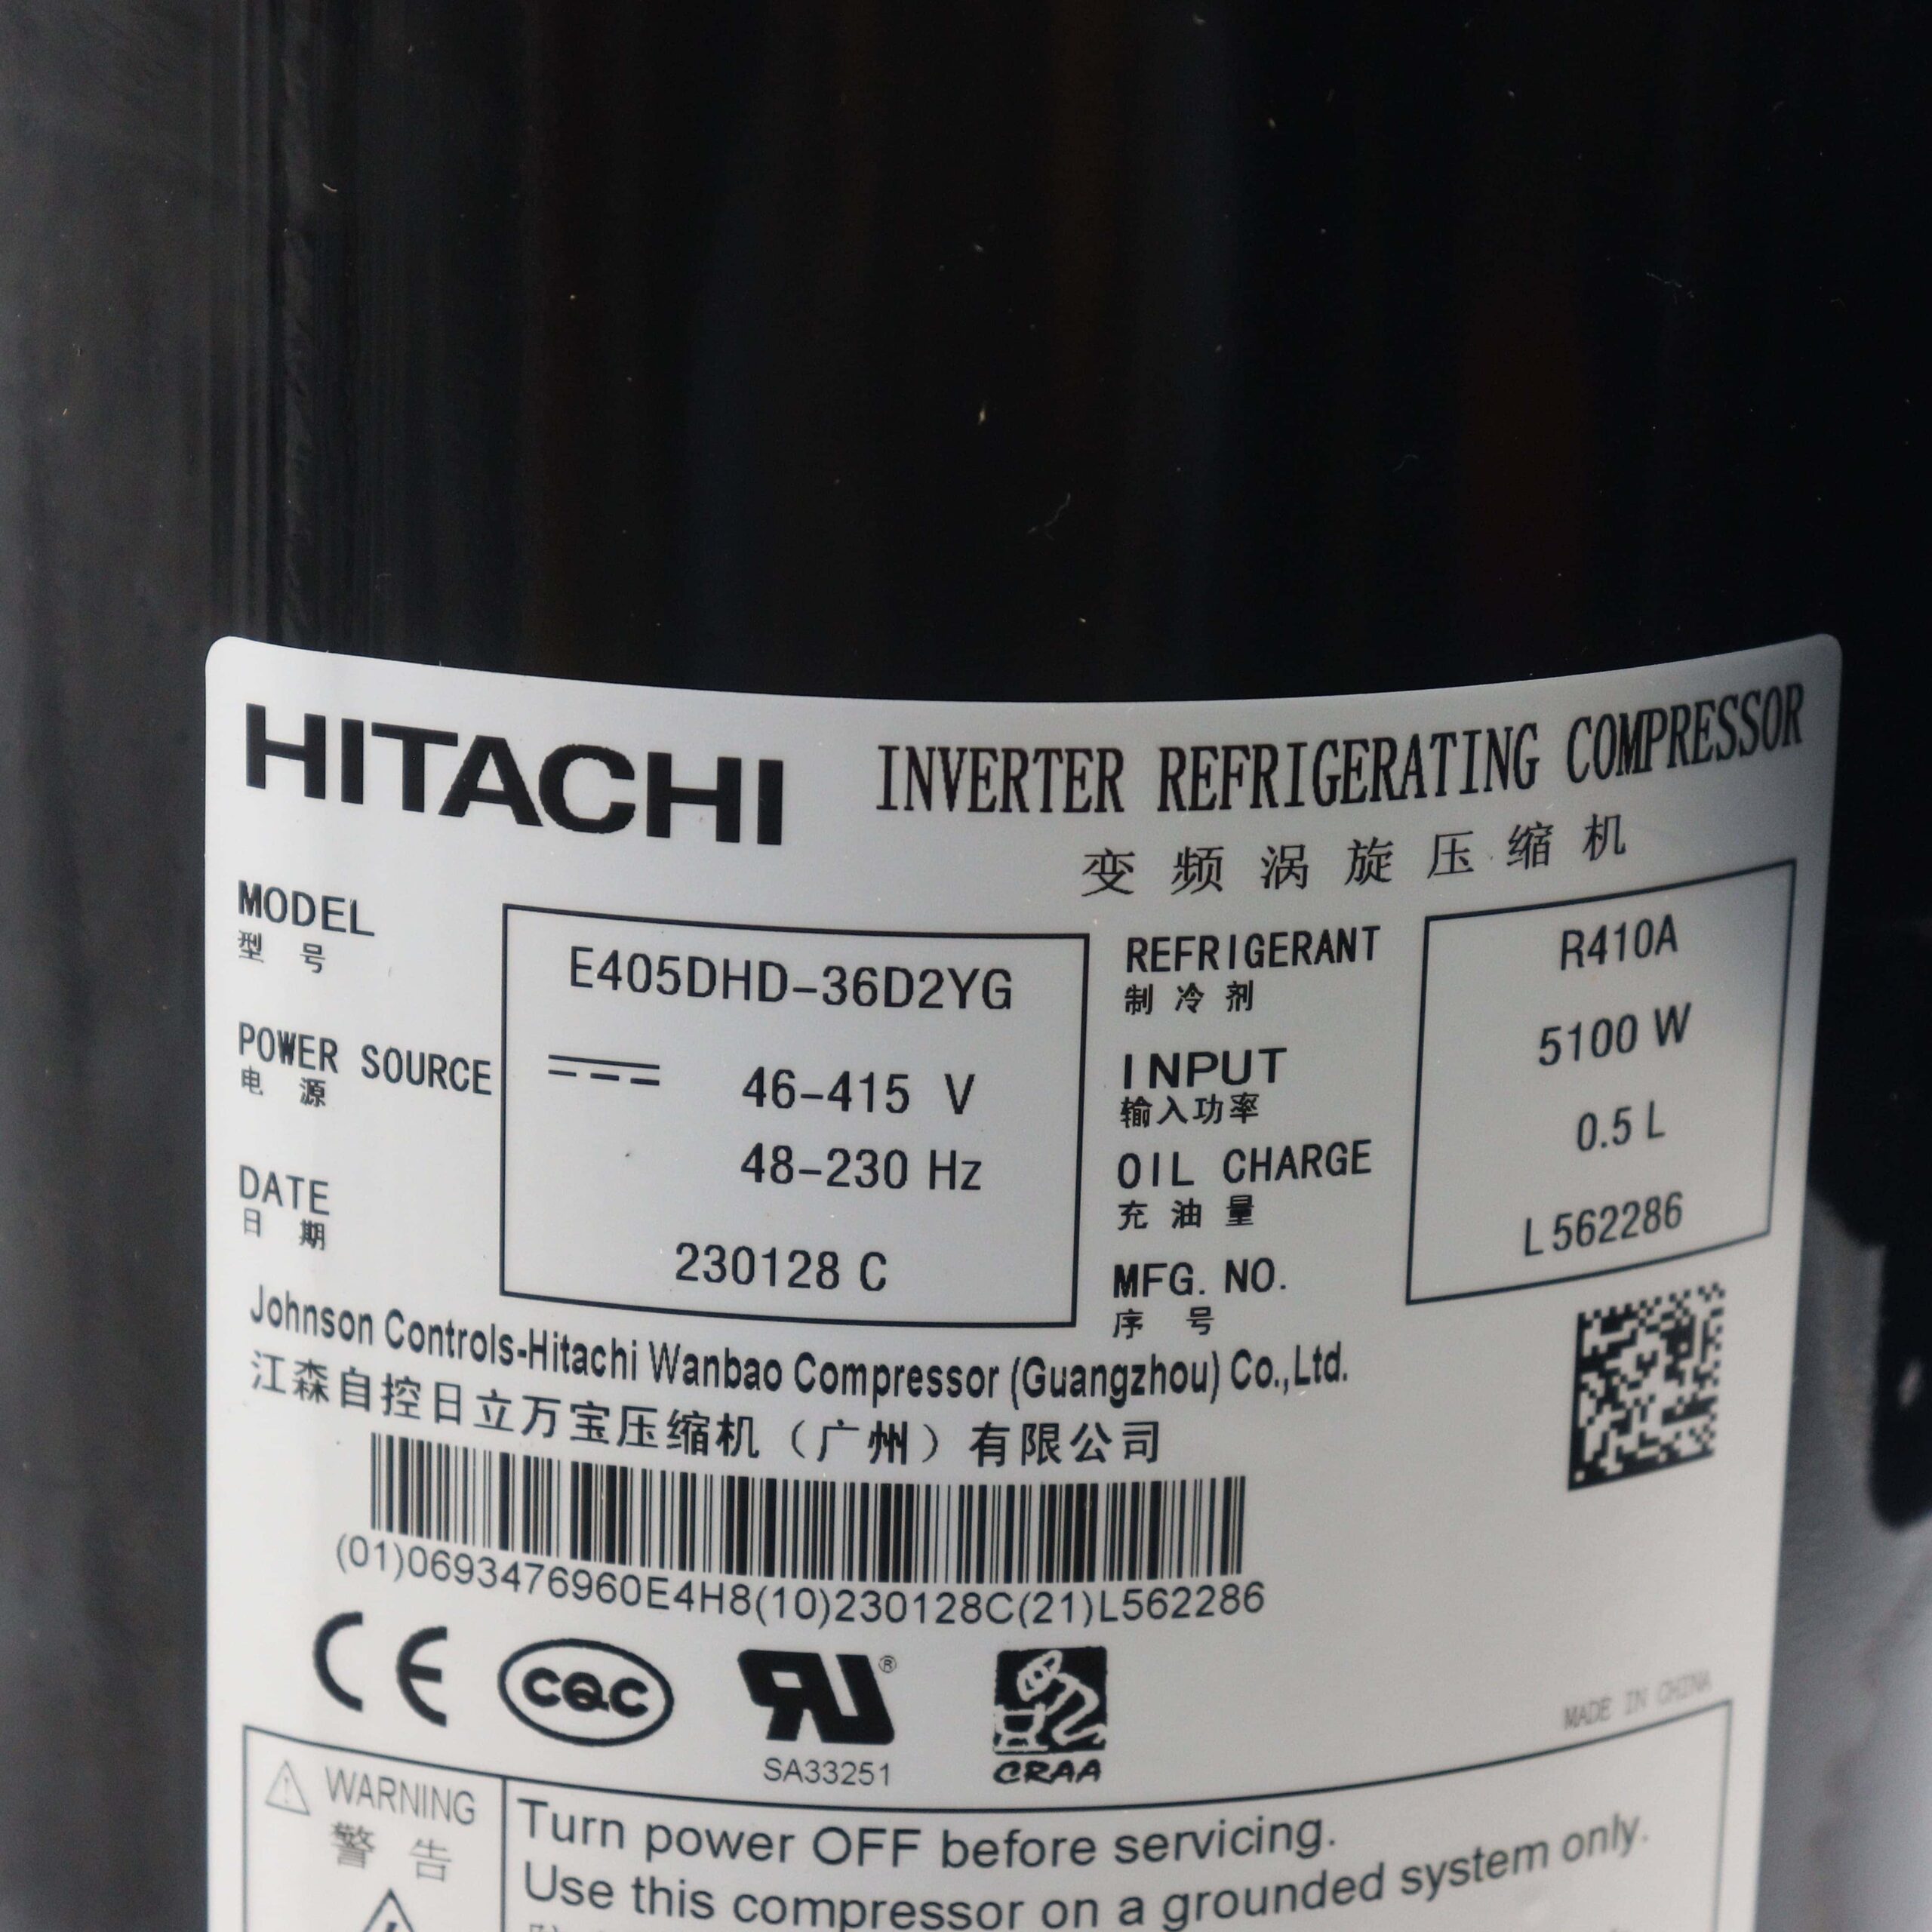 HITACHI INVERTER REFRIGERATING COMPRESSOR
变频涡旋压缩机
MODEL
型号
E405DHD-36D2YG
POWER SOURCE
电源
46-415 V
48-230 Hz
DATE
日期
230128 C
REFRIGERANT
制冷剂
R410A
INPUT
输入功率
5100 W
OIL CHARGE
充油量
0.5 L
MFG. NO.
序号
L562286
Johnson Controls-Hitachi Wanbao Compressor (Guangzhou) Co.,Ltd.
江森自控日立万宝压缩机（广州）有限公司
(01)0693476960E4H8(10)230128C(21)L562286
CE CQC RU ® CRAA
SA33251
MADE IN CHINA
WARNING
警告
Turn power OFF before servicing.
Use this compressor on a grounded system only.